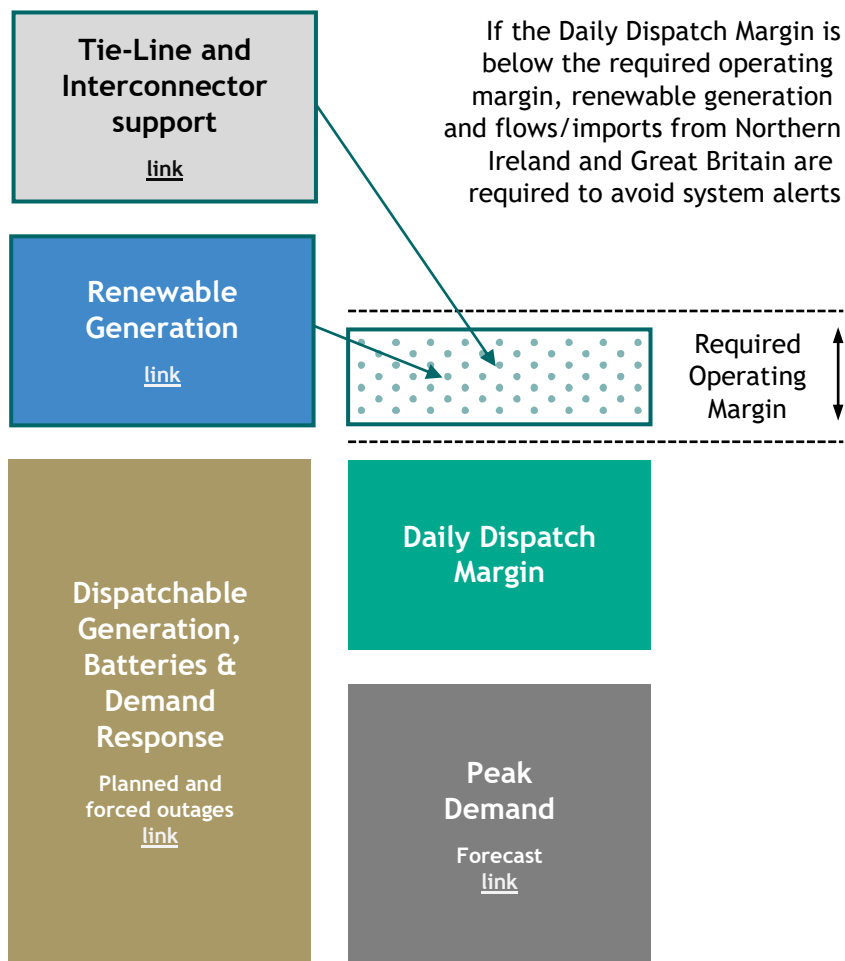 Tie-Line and
Interconnector
support
link
If the Daily Dispatch Margin is
below the required operating
margin, renewable generation
and flows/imports from Northern
Ireland and Great Britain are
required to avoid system alerts
Renewable
Generation
link
Required
Operating
Margin
Daily Dispatch
Margin
Dispatchable
Generation,
Batteries &
Demand
Response
Planned and
forced outages
link
Peak
Demand
Forecast
link